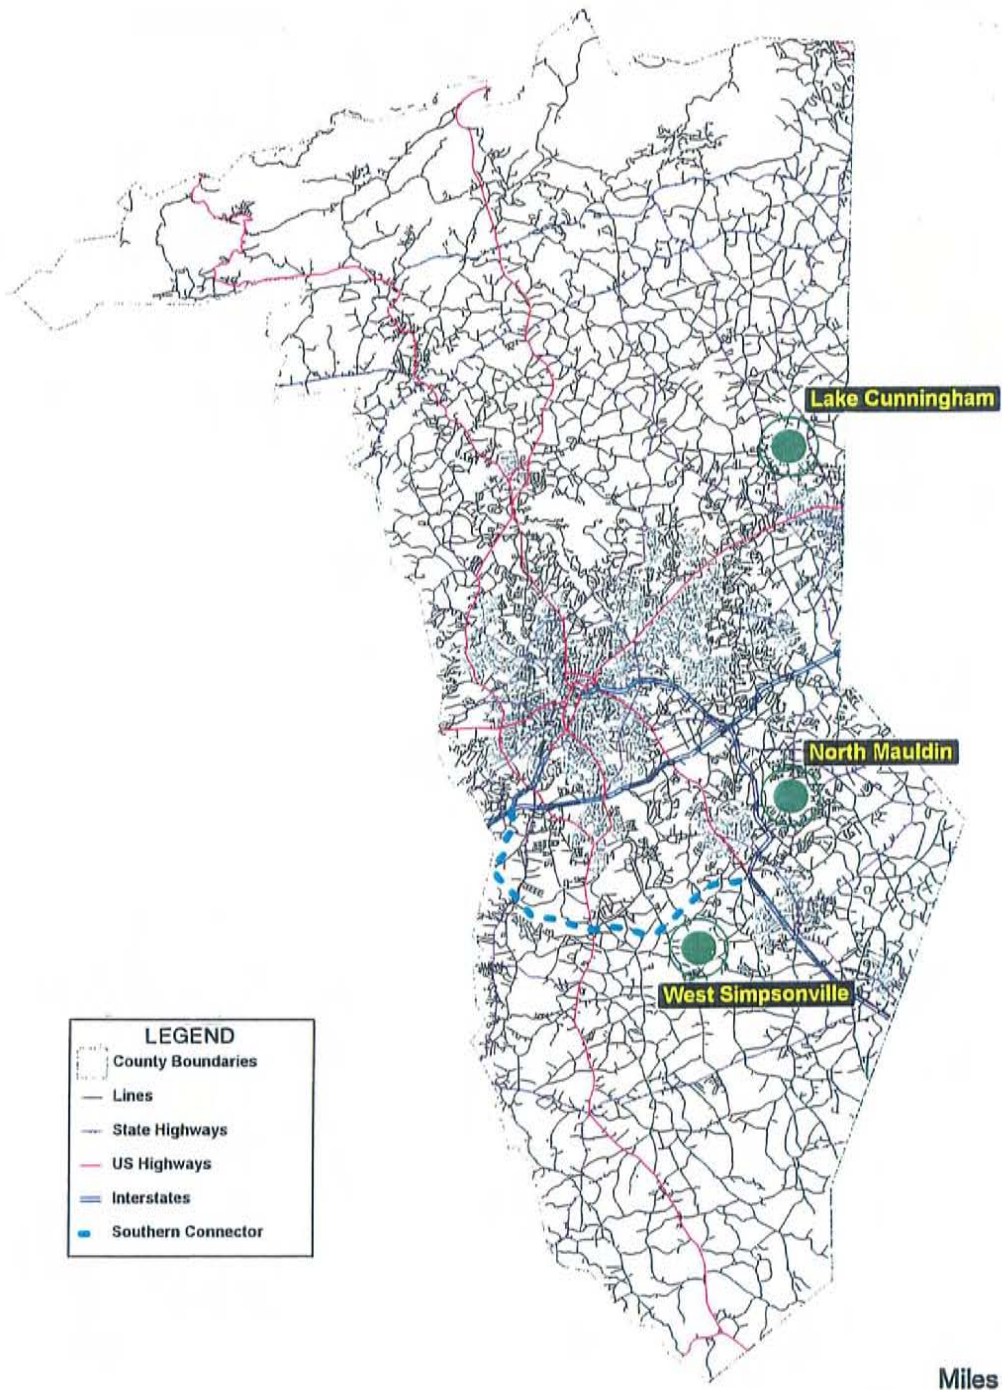 Lake Cunningham
North Mauldin
West Simpsonville
LEGEND
County Boundaries
Lines
State Highways
US Highways
Interstates
Southern Connector
Miles